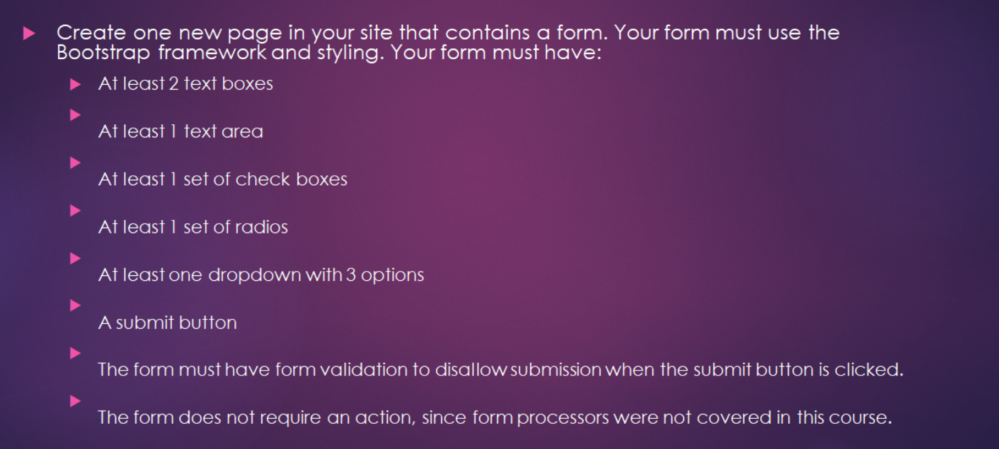 Create one new page in your site that contains a form. Your form must use the
Bootstrap framework and styling. Your form must have:
At least 2 text boxes
At least 1 text area
At least 1 set of check boxes
At least 1 set of radios
At least one dropdown with 3 options
A submit button
The form must have form validation to disallow submission when the submit button is clicked.
The form does not require an action, since form processors were not covered in this course.